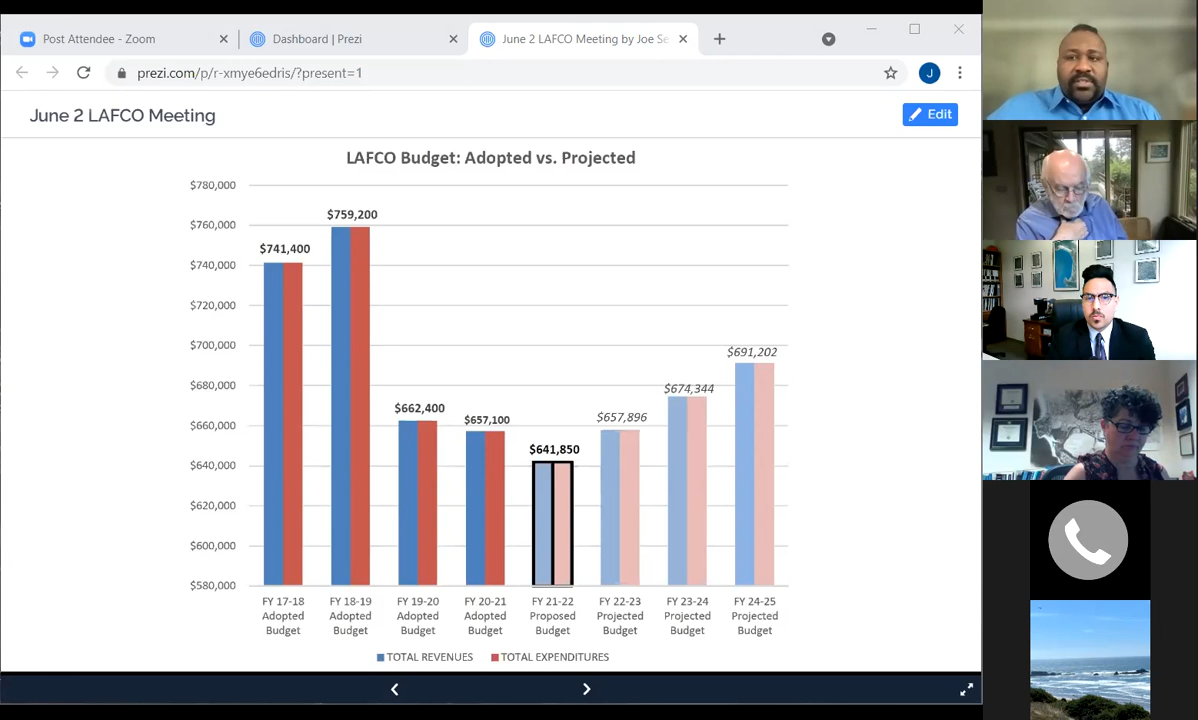 Post Attendee - Zoom
Dashboard | Prezi
June 2 LAFCO Meeting by Joe Se
prezi.com/p/r-xmye6edris/?present=1
J
June 2 LAFCO Meeting
Edit
LAFCO Budget: Adopted vs. Projected
$780,000
$760,000
$740,000
$720,000
$700,000
$680,000
$660,000
$640,000
$620,000
$600,000
$580,000
$741,400
$759,200
$662,400
$657,100
$641,850
$657,896
$674,344
$691,202
FY 17-18
Adopted
Budget
FY 18-19
Adopted
Budget
FY 19-20
Adopted
Budget
FY 20-21
Adopted
Budget
FY 21-22
Proposed
Budget
FY 22-23
Projected
Budget
FY 23-24
Projected
Budget
FY 24-25
Projected
Budget
TOTAL REVENUES
TOTAL EXPENDITURES